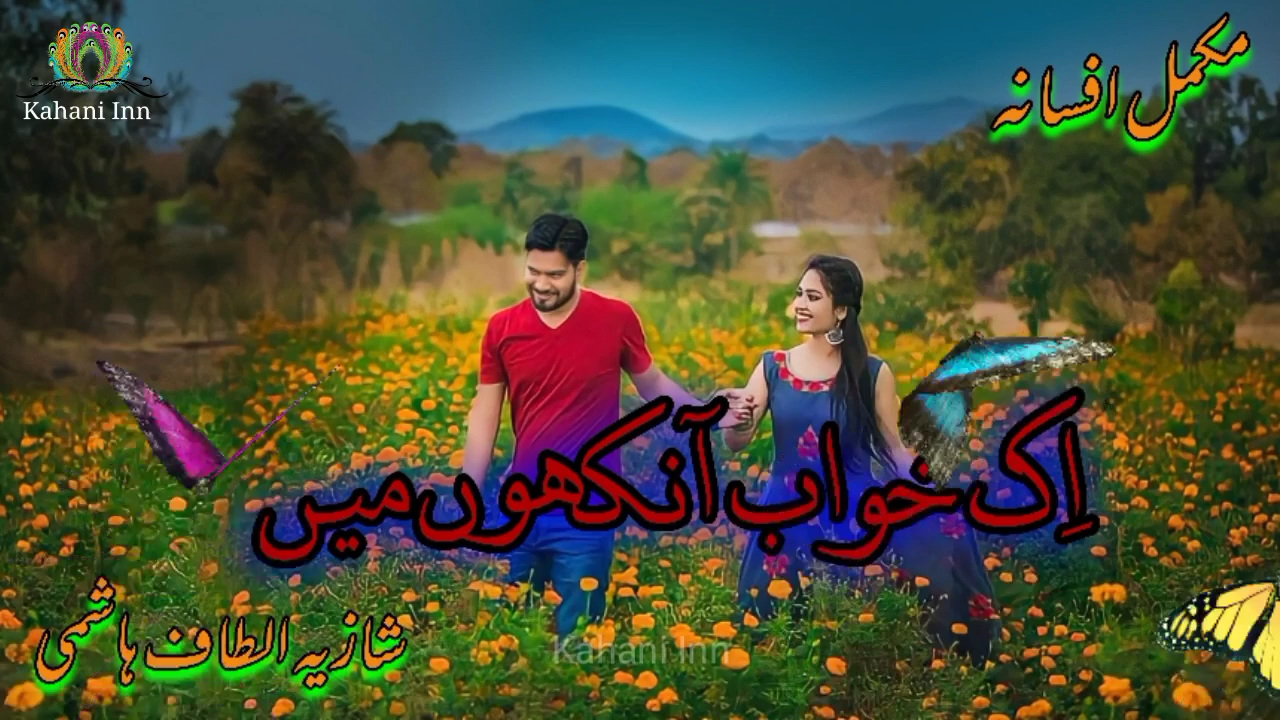 Kahani Inn
مکمل افسانہ
اِک خواب آنکھوں میں
شازیہ الطاف ہاشمی
Kahani Inn